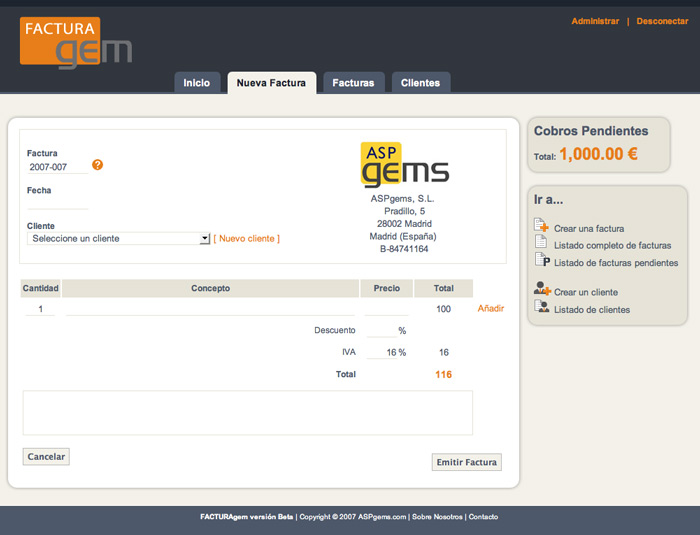 FACTURA
gem
Administrar | Desconectar
Inicio
Nueva Factura
Facturas
Clientes
Factura
2007-007
?
Fecha
Cliente
Seleccione un cliente
[ Nuevo cliente ]
ASP
gems
ASPgems, S.L.
Pradillo, 5
28002 Madrid
Madrid (España)
B-84741164
Cantidad Concepto Precio Total
1 100 Añadir
Descuento %
IVA 16 % 16
Total 116
Cancelar
Emitir Factura
Cobros Pendientes
Total: 1,000.00 €
Ir a...
Crear una factura
Listado completo de facturas
P Listado de facturas pendientes
Crear un cliente
Listado de clientes
FACTURAgem versión Beta | Copyright © 2007 ASPgems.com | Sobre Nosotros | Contacto